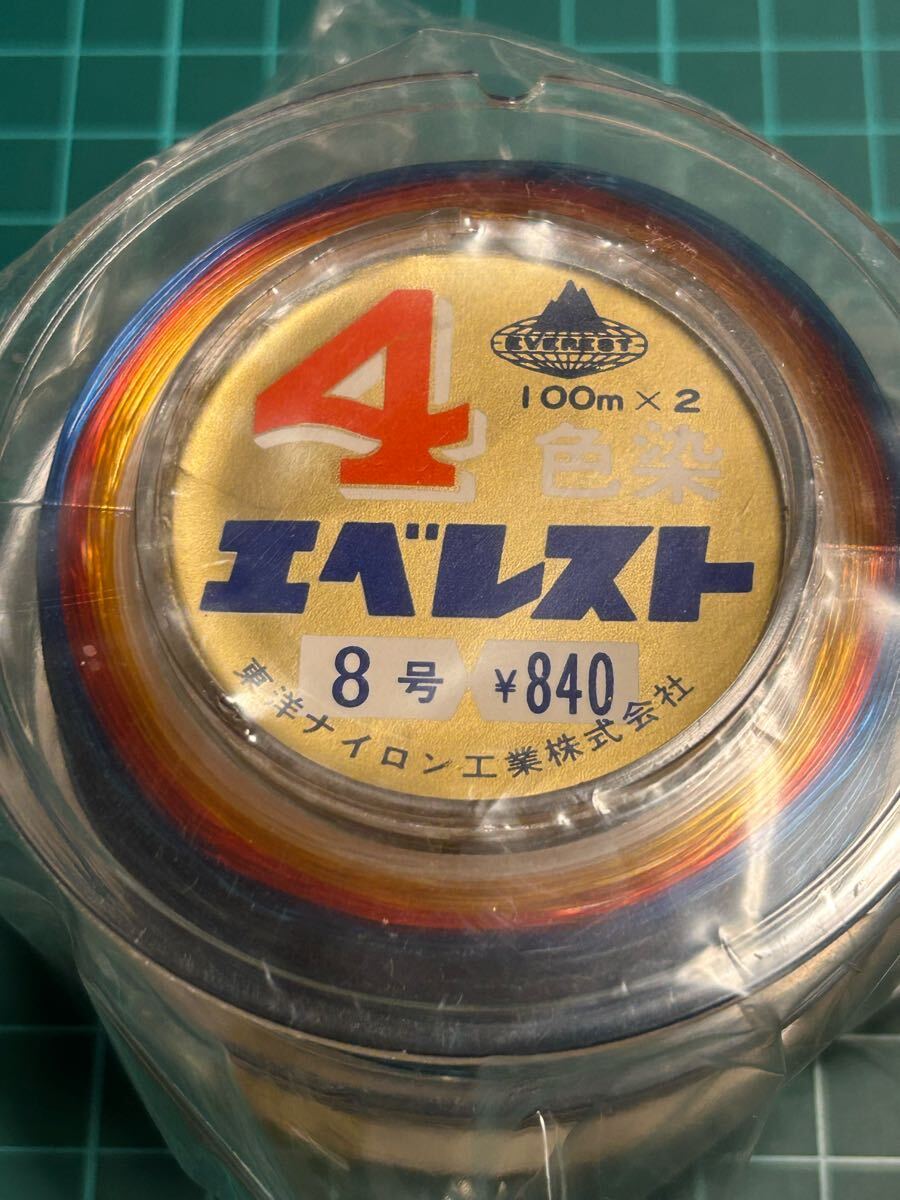 EVEREST
100m×2
4色染
エベレスト
8号 ¥840
東洋ナイロン工業株式会社